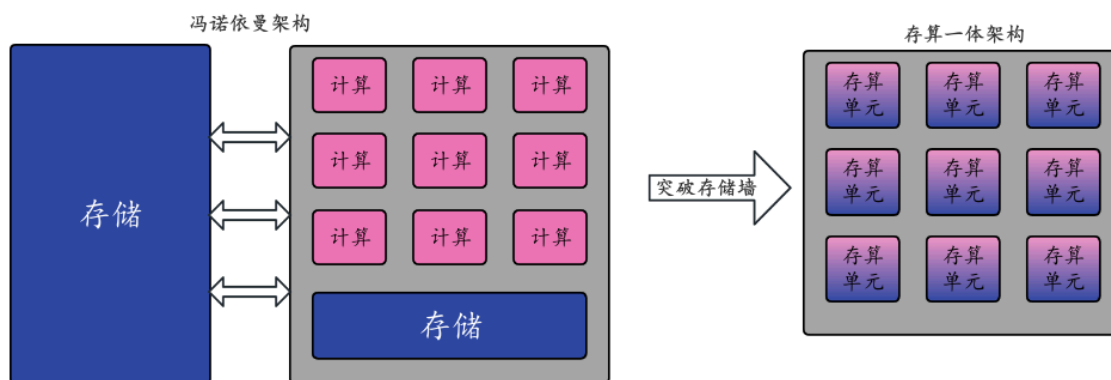 冯诺依曼架构
存储
计算 计算 计算
计算 计算 计算
计算 计算 计算
存储
突破存储墙
存算一体架构
存算 存算 存算
单元 单元 单元
存算 存算 存算
单元 单元 单元
存算 存算 存算
单元 单元 单元